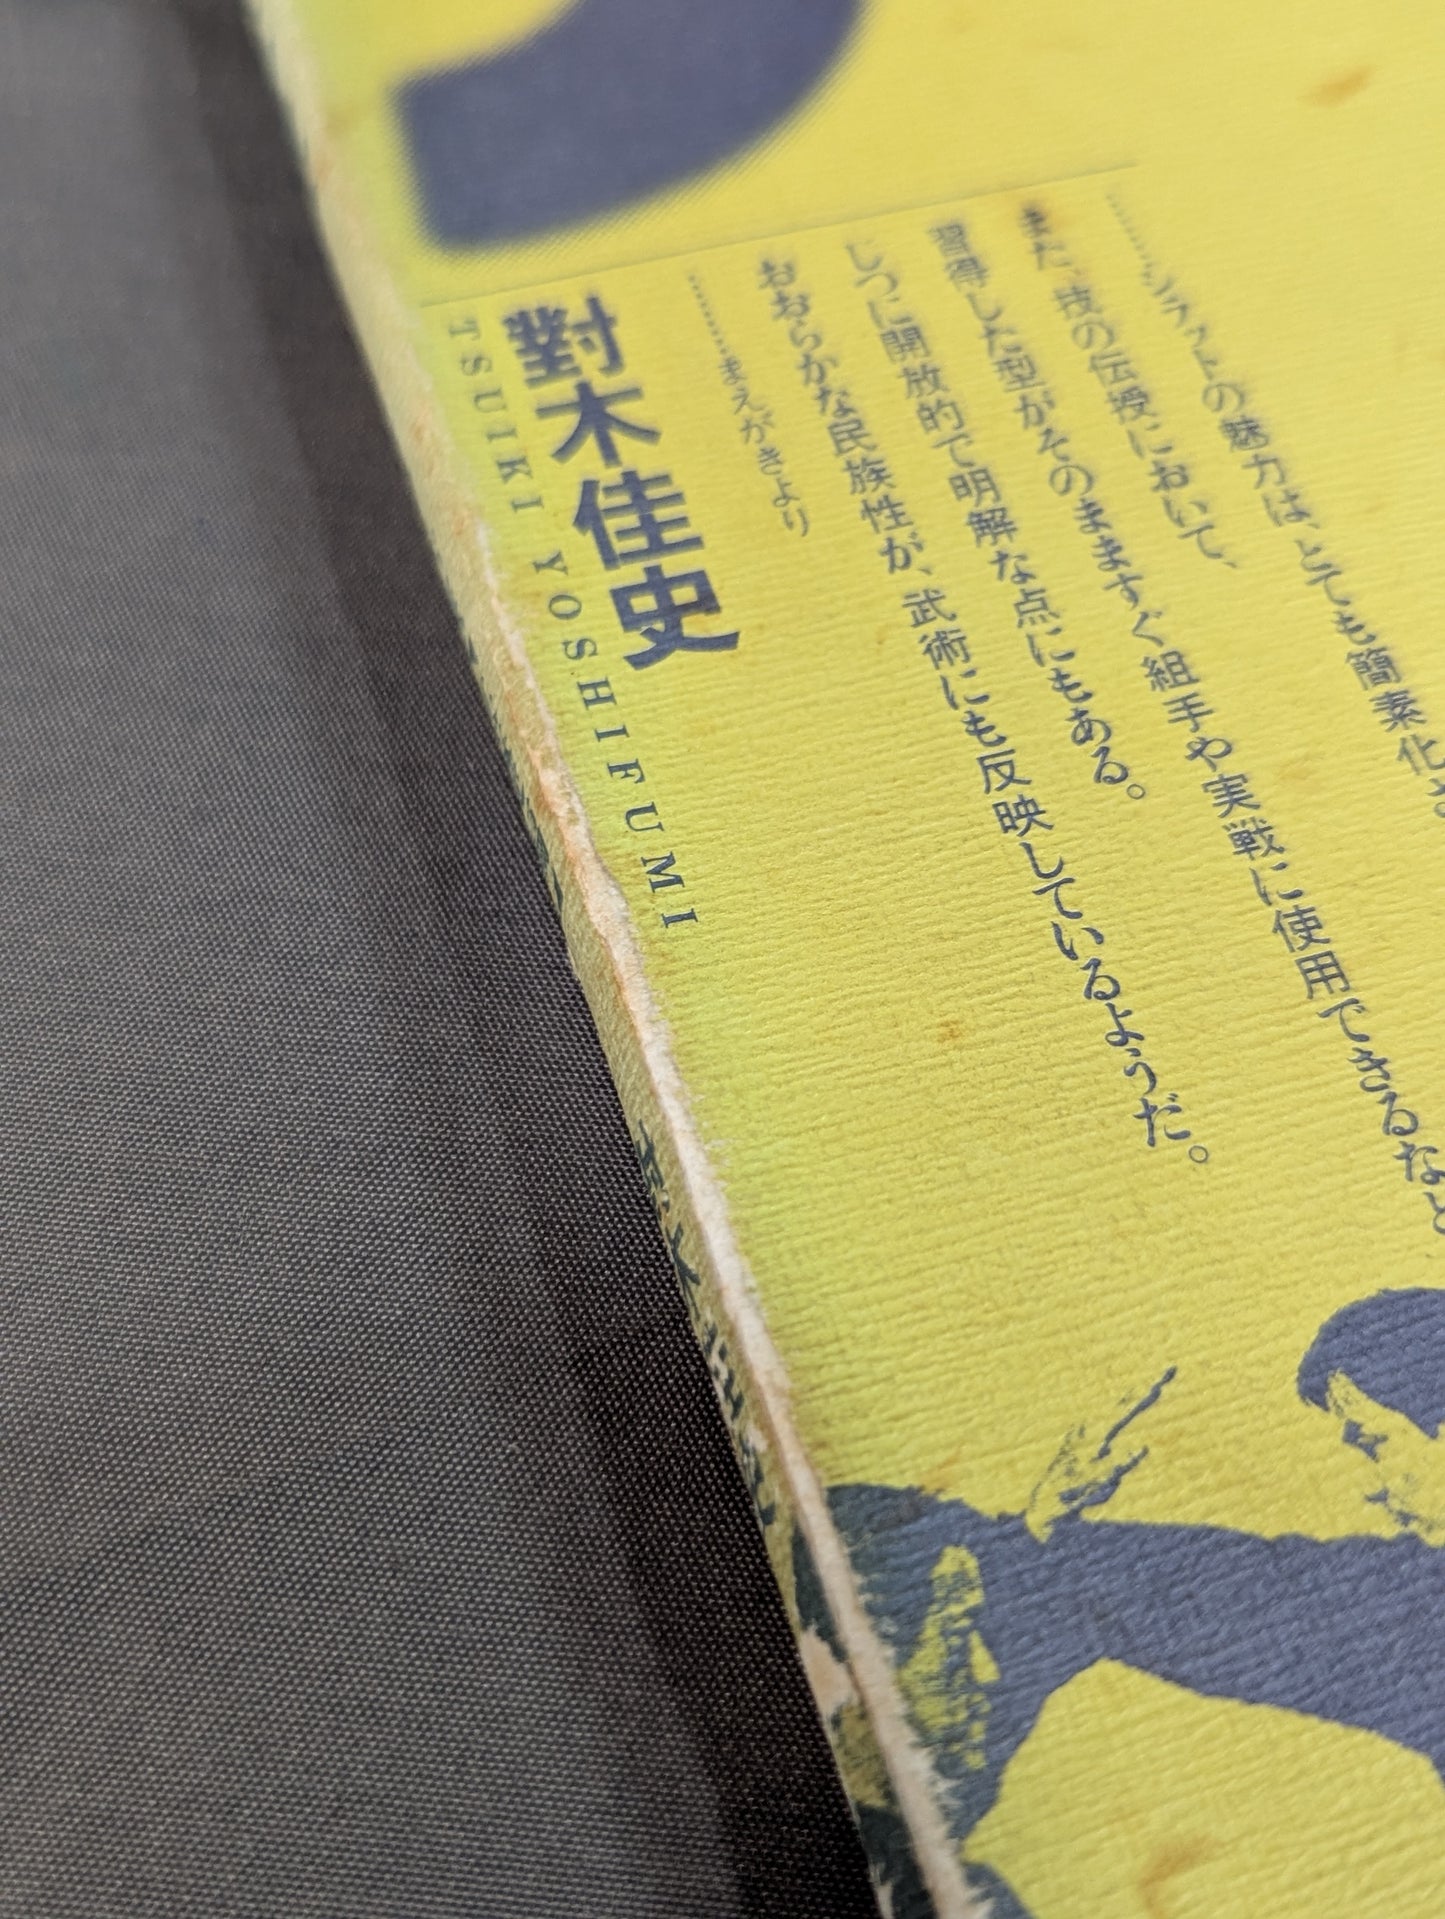 ………シラットの魅力は、とても簡素化さ
また、技の伝授において、
習得した型がそのまますぐ組手や実戦に使用できるなど
じつに開放的で明解な点にもある。
おおらかな民族性が、武術にも反映しているようだ。
………まえがきより
對木佳史
TSUIKI YOSHIFUMI